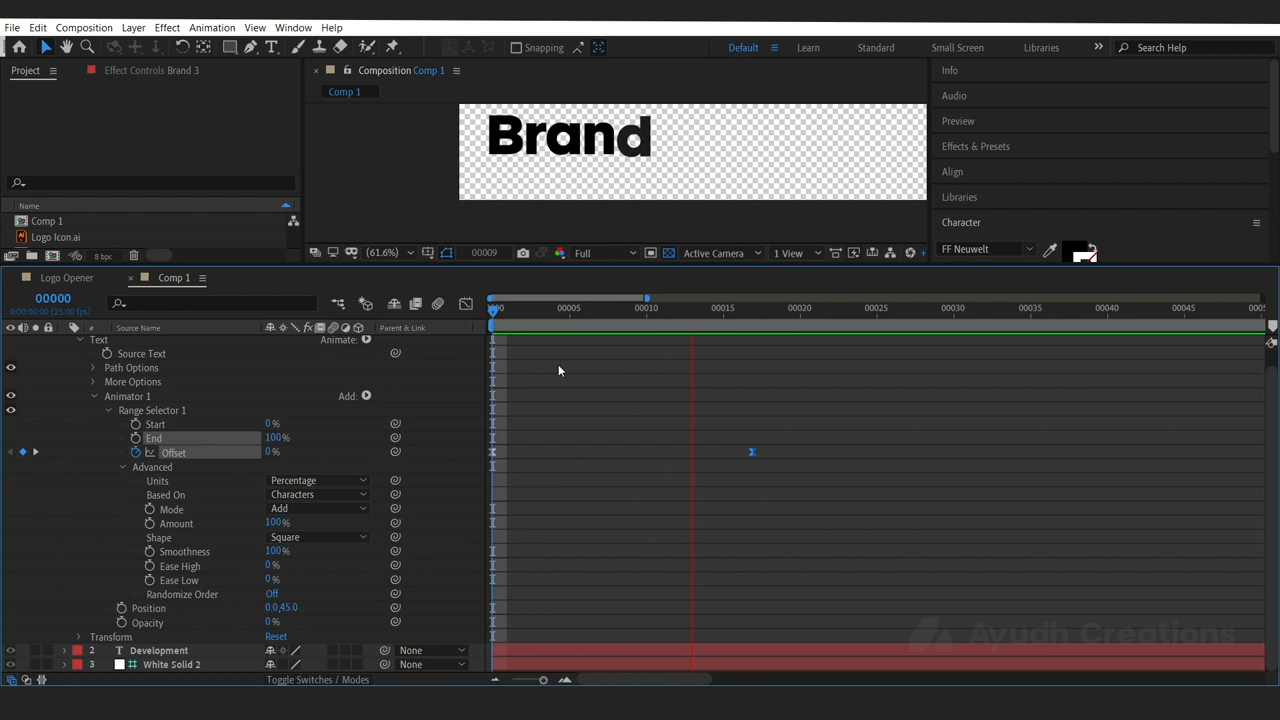 File Edit Composition Layer Effect Animation View Window Help
Snapping Default Learn Standard Small Screen Libraries Search Help
Project Effect Controls Brand 3 Composition Comp 1 Info
Comp 1
Audio
Brand
Preview
Effects & Presets
Align
Libraries
Name
Comp 1 Character
Logo Icon.ai
FF Neuwelt
8 bpc (61.6%) 00009 Full Active Camera 1 View
Logo Opener Comp 1
00000
0:00:00:00 (25.00 fps)
00005 00010 00015 00020 00025 00030 00035 00040 00045
# Source Name Parent & Link
Text Animate:
Source Text
Path Options
More Options
Animator 1 Add:
Range Selector 1
Start 0 %
End 100 %
Offset 0 %
Advanced
Units Percentage
Based On Characters
Mode Add
Amount 100 %
Shape Square
Smoothness 100 %
Ease High 0 %
Ease Low 0 %
Randomize Order Off
Position 0.0,45.0
Opacity 0 %
Transform Reset
Ayudh Creations
2 T Development None
3 White Solid 2 None
Toggle Switches / Modes